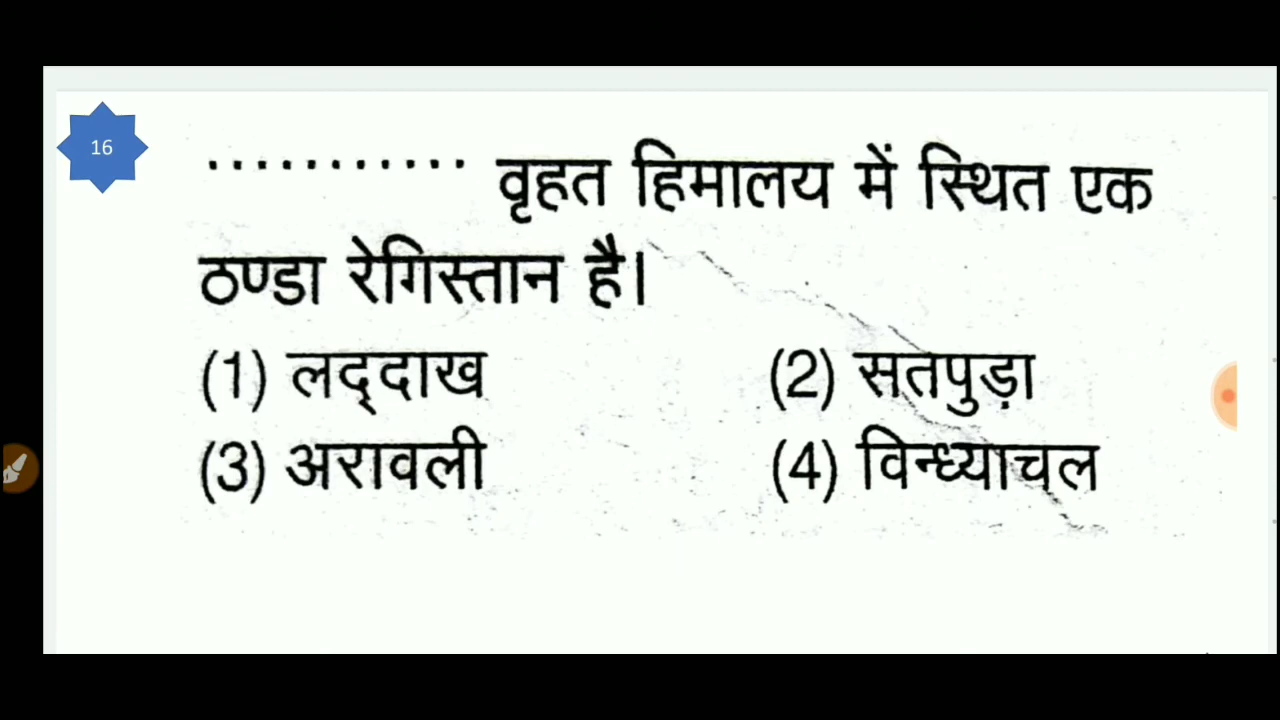 16
........... वृहत हिमालय में स्थित एक
ठण्डा रेगिस्तान है।
(1) लद्दाख (2) सतपुड़ा
(3) अरावली (4) विन्ध्याचल